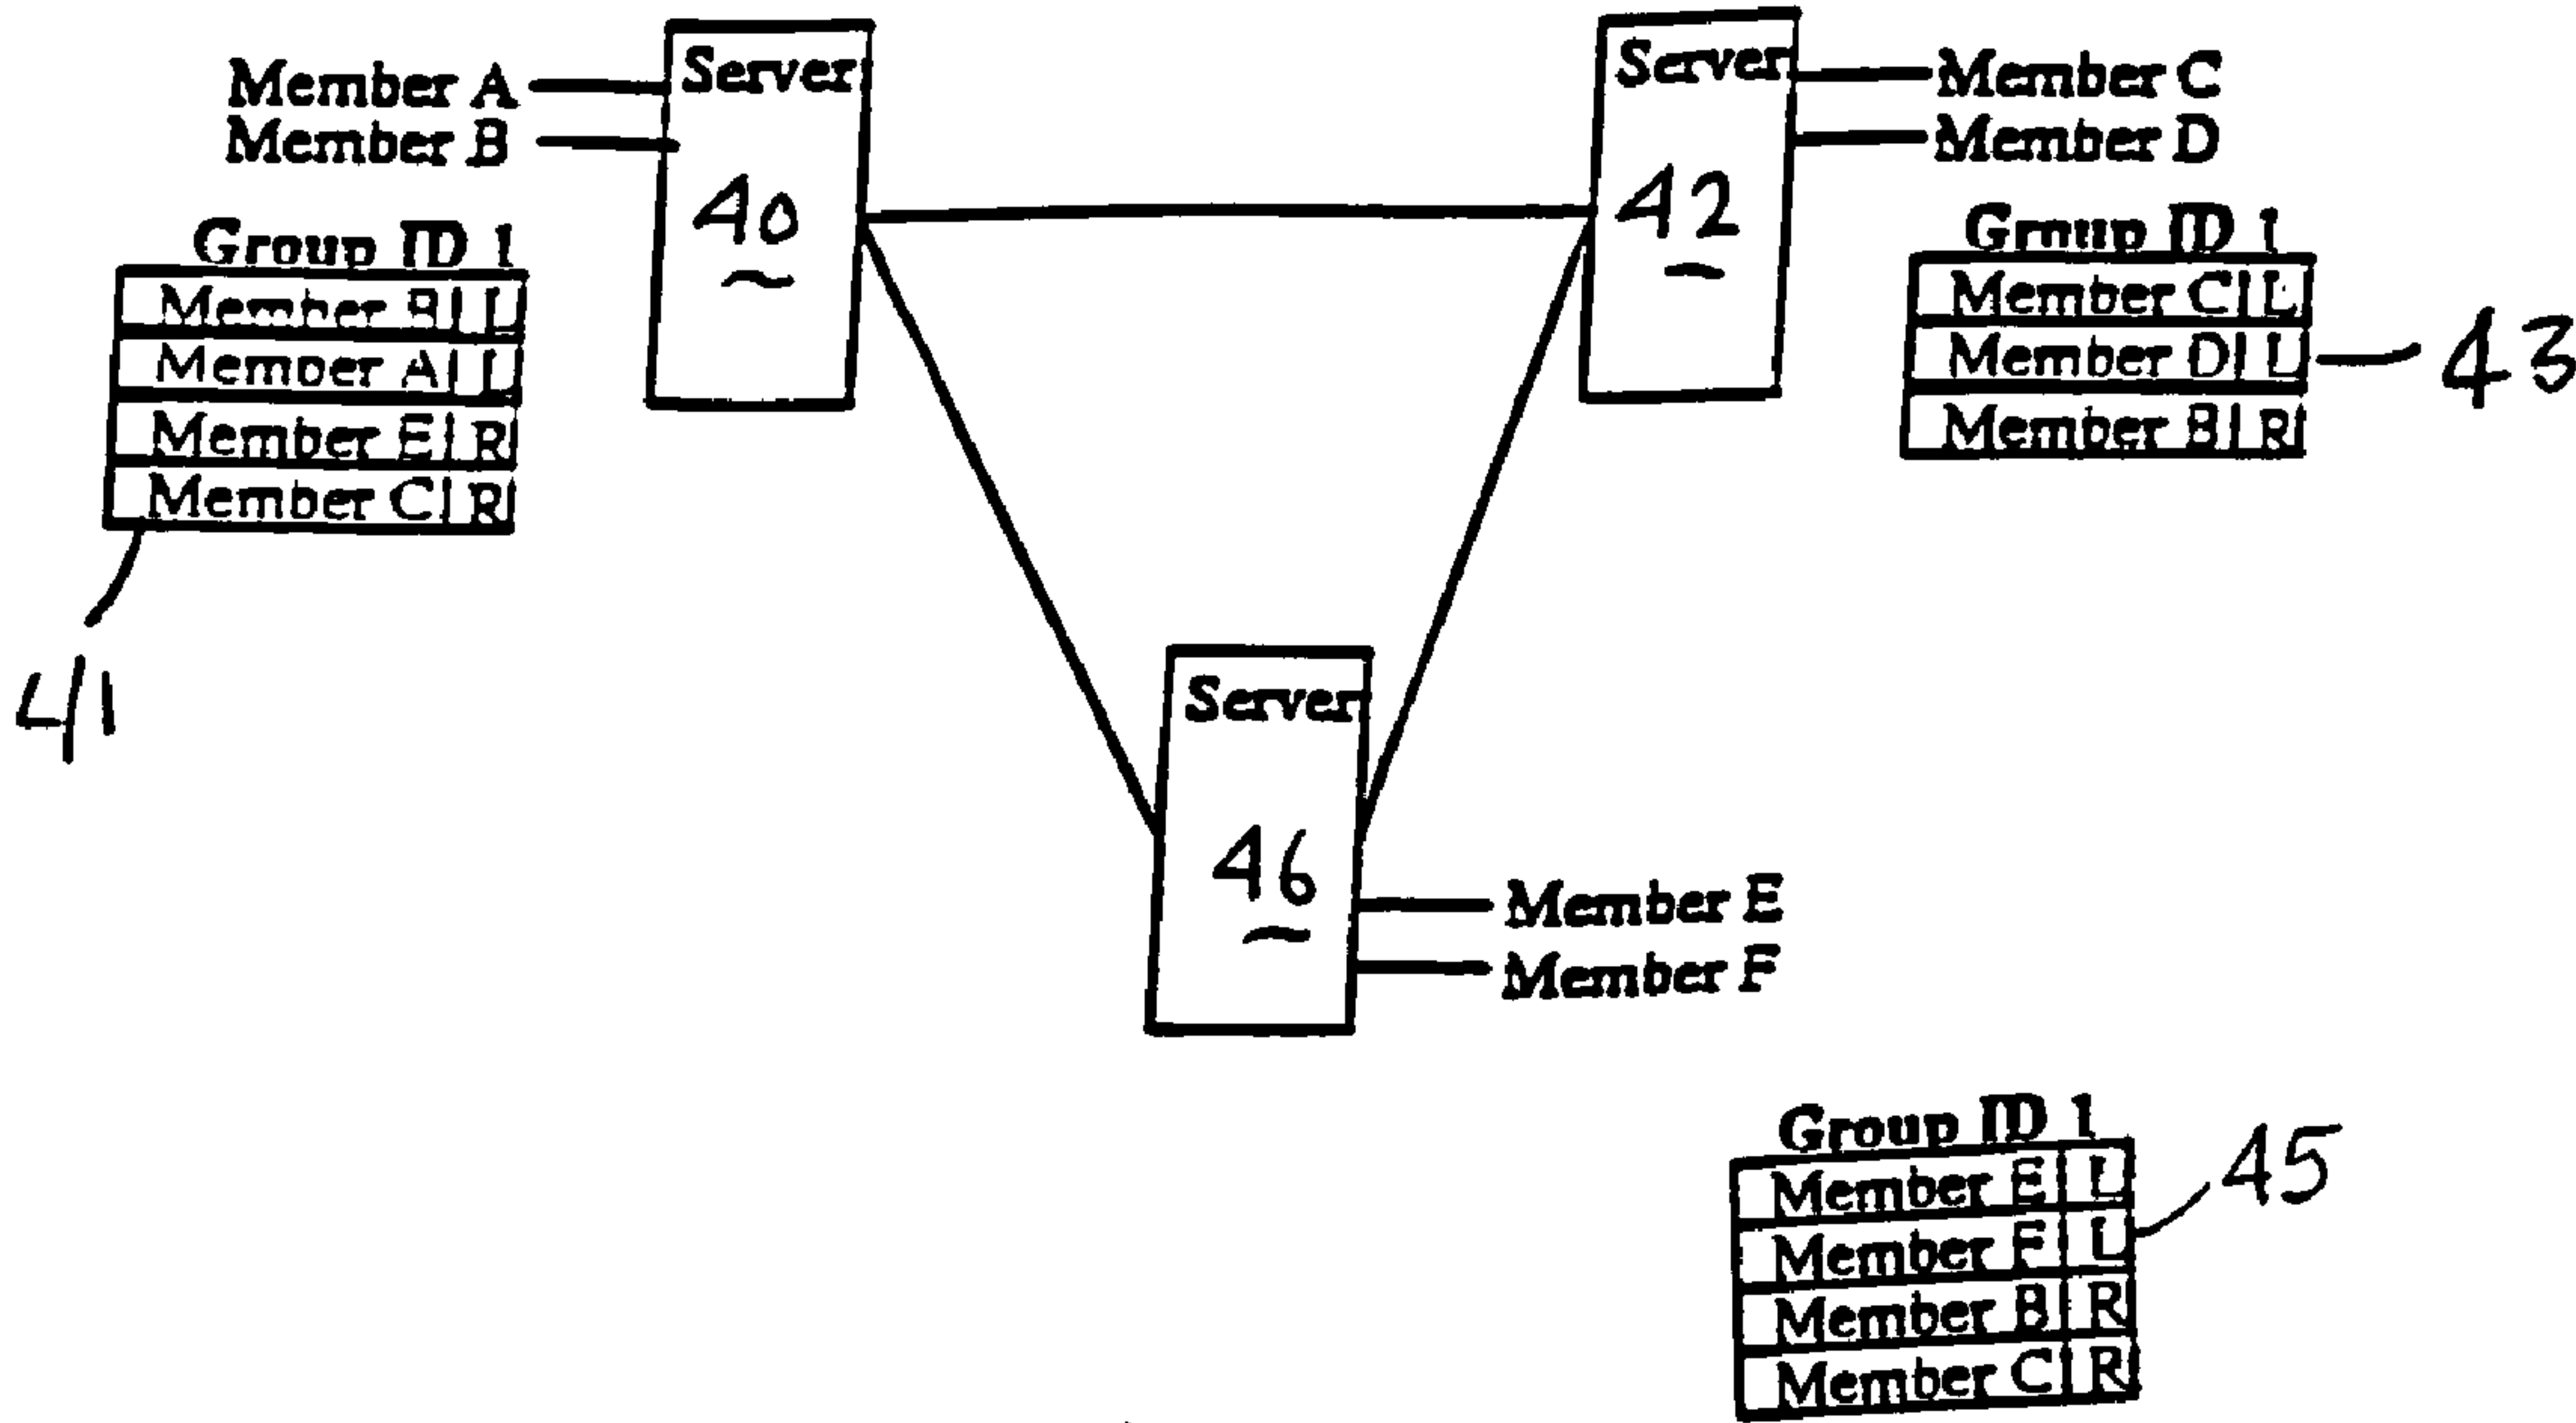 Member A
Member B
Server
40
Server
42
Member C
Member D
Group ID 1
Member B L
Member A L
Member E R
Member C R
41
Group ID 1
Member C L
Member D L
Member B R
43
Server
46
Member E
Member F
Group ID 1
Member E L
Member F L
Member B R
Member C R
45